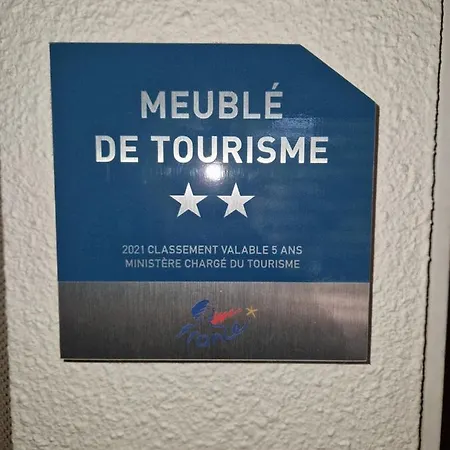 MEUBLÉ
DE TOURISME
2021 CLASSEMENT VALABLE 5 ANS
MINISTÈRE CHARGÉ DU TOURISME
France